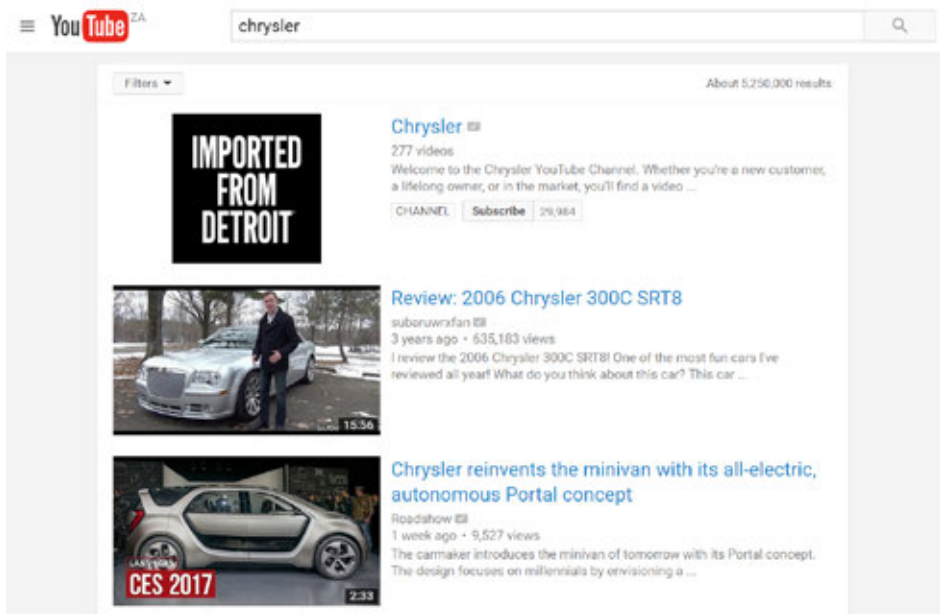 YouTube ZA
chrysler
Filters
About 5,250,000 results
IMPORTED
FROM
DETROIT
Chrysler
277 videos
Welcome to the Chrysler YouTube Channel. Whether you're a new customer,
a lifelong owner, or in the market, you'll find a video ...
CHANNEL Subscribe 29,984
15:56
Review: 2006 Chrysler 300C SRT8
subaruwrxfan
3 years ago • 635,183 views
I review the 2006 Chrysler 300C SRT8! One of the most fun cars I've
reviewed all year! What do you think about this car? This car ...
CES 2017
2:33
Chrysler reinvents the minivan with its all-electric,
autonomous Portal concept
Roadshow
1 week ago • 9,527 views
The carmaker introduces the minivan of tomorrow with its Portal concept.
The design focuses on millennials by envisioning a ...